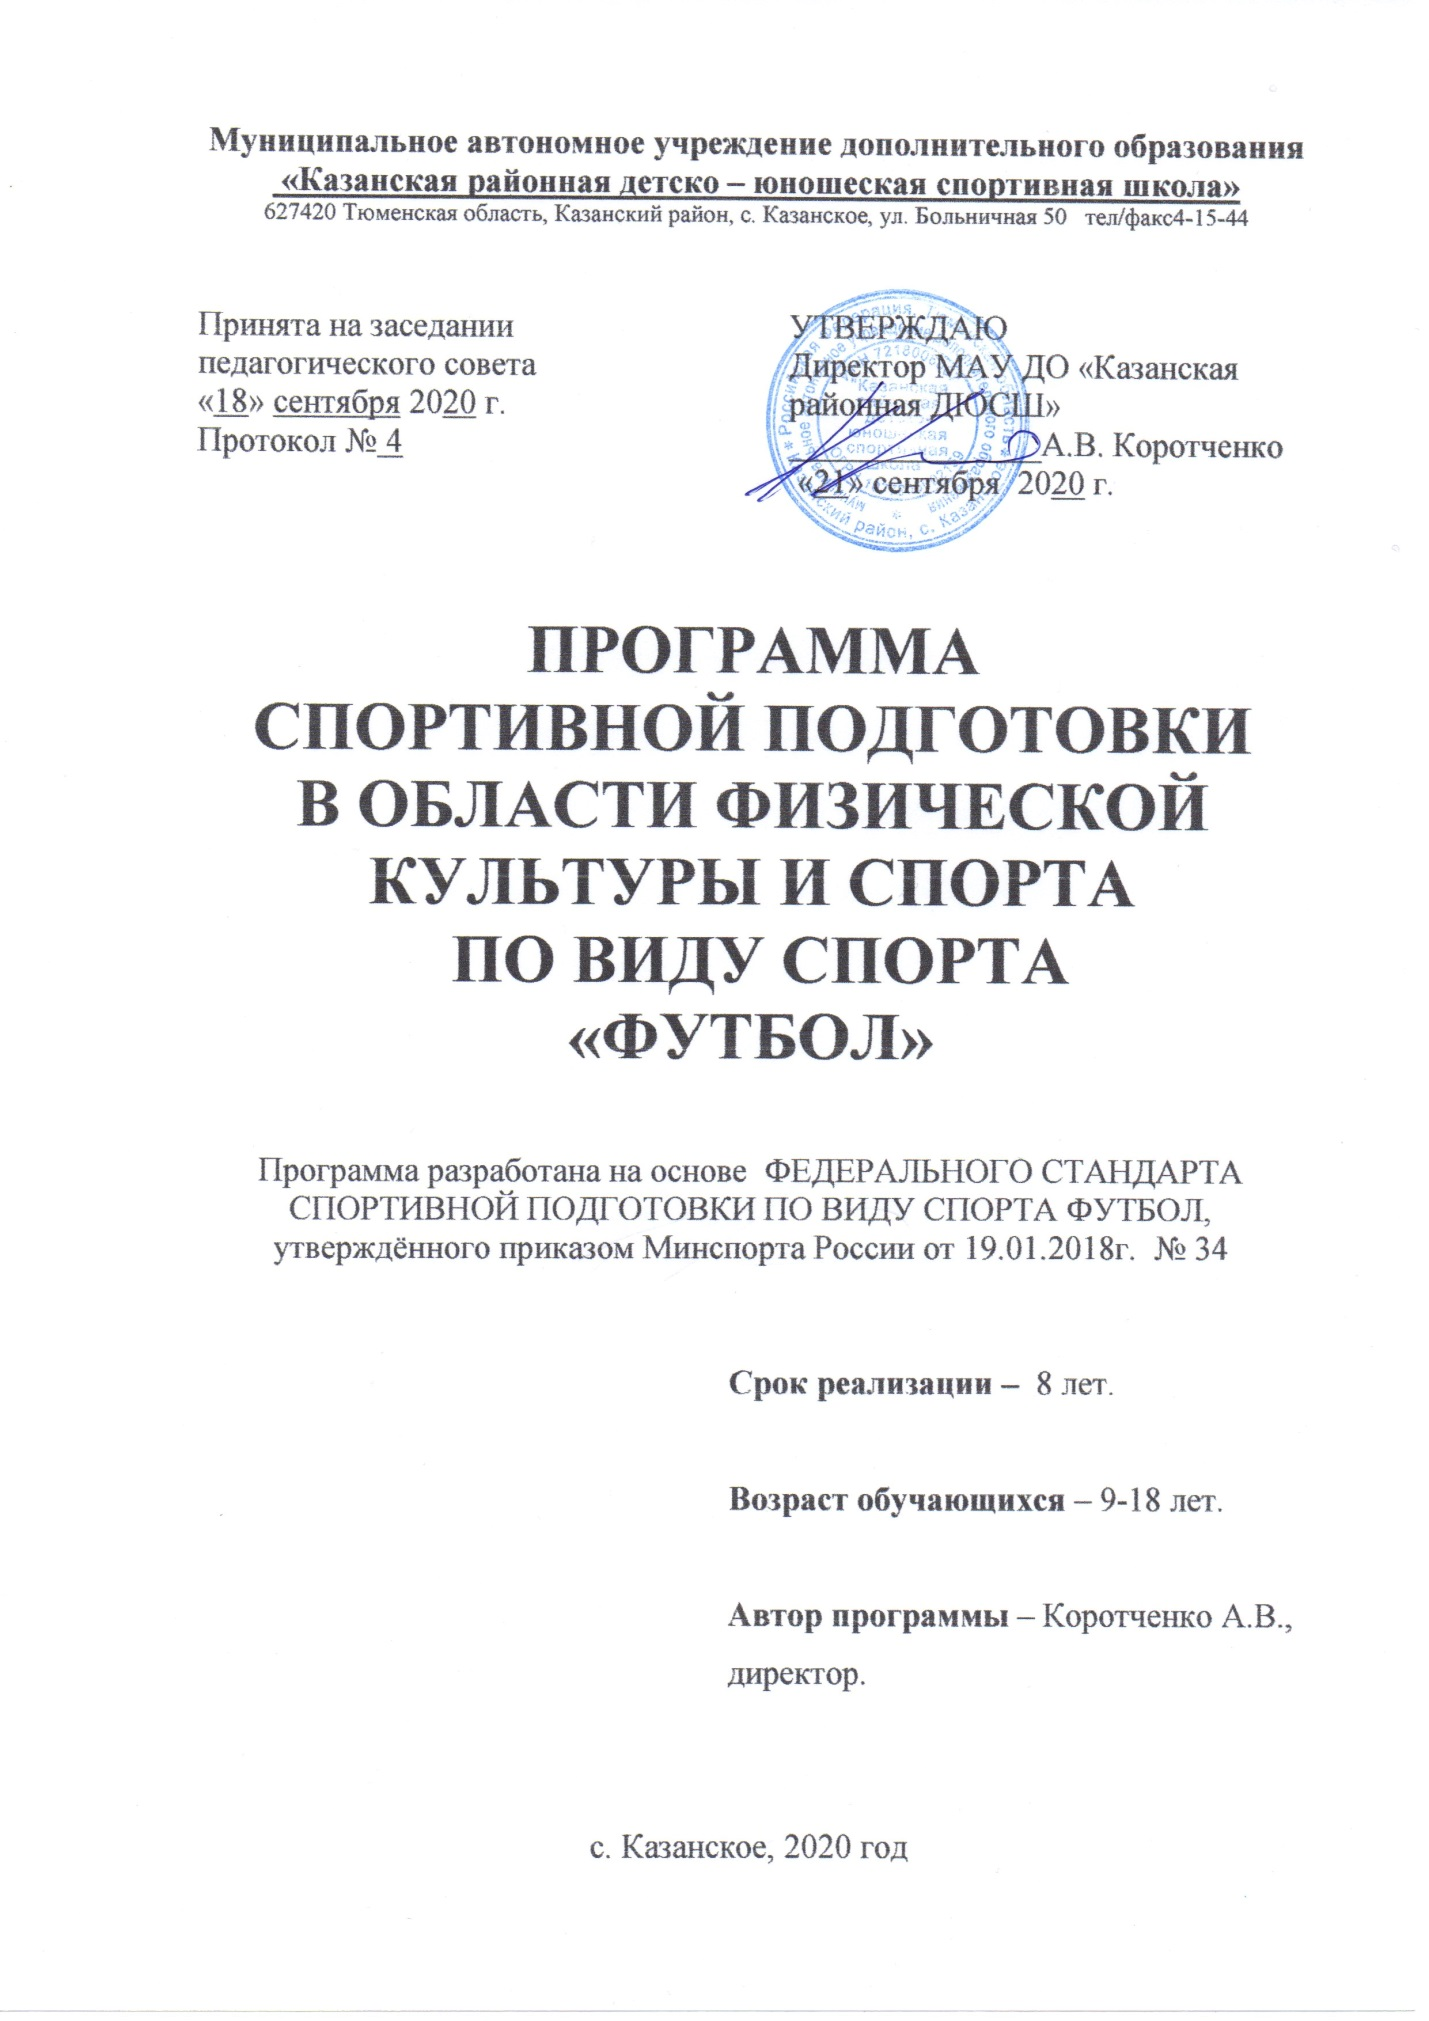 Муниципальное автономное учреждение дополнительного образования
«Казанская районная детско – юношеская спортивная школа»
627420 Тюменская область, Казанский район, с. Казанское, ул. Больничная 50 тел/факс4-15-44
Принята на заседании
педагогического совета
«18» сентября 2020 г.
Протокол № 4
УТВЕРЖДАЮ
Директор МАУ ДО «Казанская
районная ДЮСШ»
А.В. Коротченко
«21» сентября 2020 г.
ПРОГРАММА
СПОРТИВНОЙ ПОДГОТОВКИ
В ОБЛАСТИ ФИЗИЧЕСКОЙ
КУЛЬТУРЫ И СПОРТА
ПО ВИДУ СПОРТА
«ФУТБОЛ»
Программа разработана на основе ФЕДЕРАЛЬНОГО СТАНДАРТА
СПОРТИВНОЙ ПОДГОТОВКИ ПО ВИДУ СПОРТА ФУТБОЛ,
утверждённого приказом Минспорта России от 19.01.2018г. № 34
Срок реализации – 8 лет.
Возраст обучающихся – 9-18 лет.
Автор программы – Коротченко А.В.,
директор.
с. Казанское, 2020 год